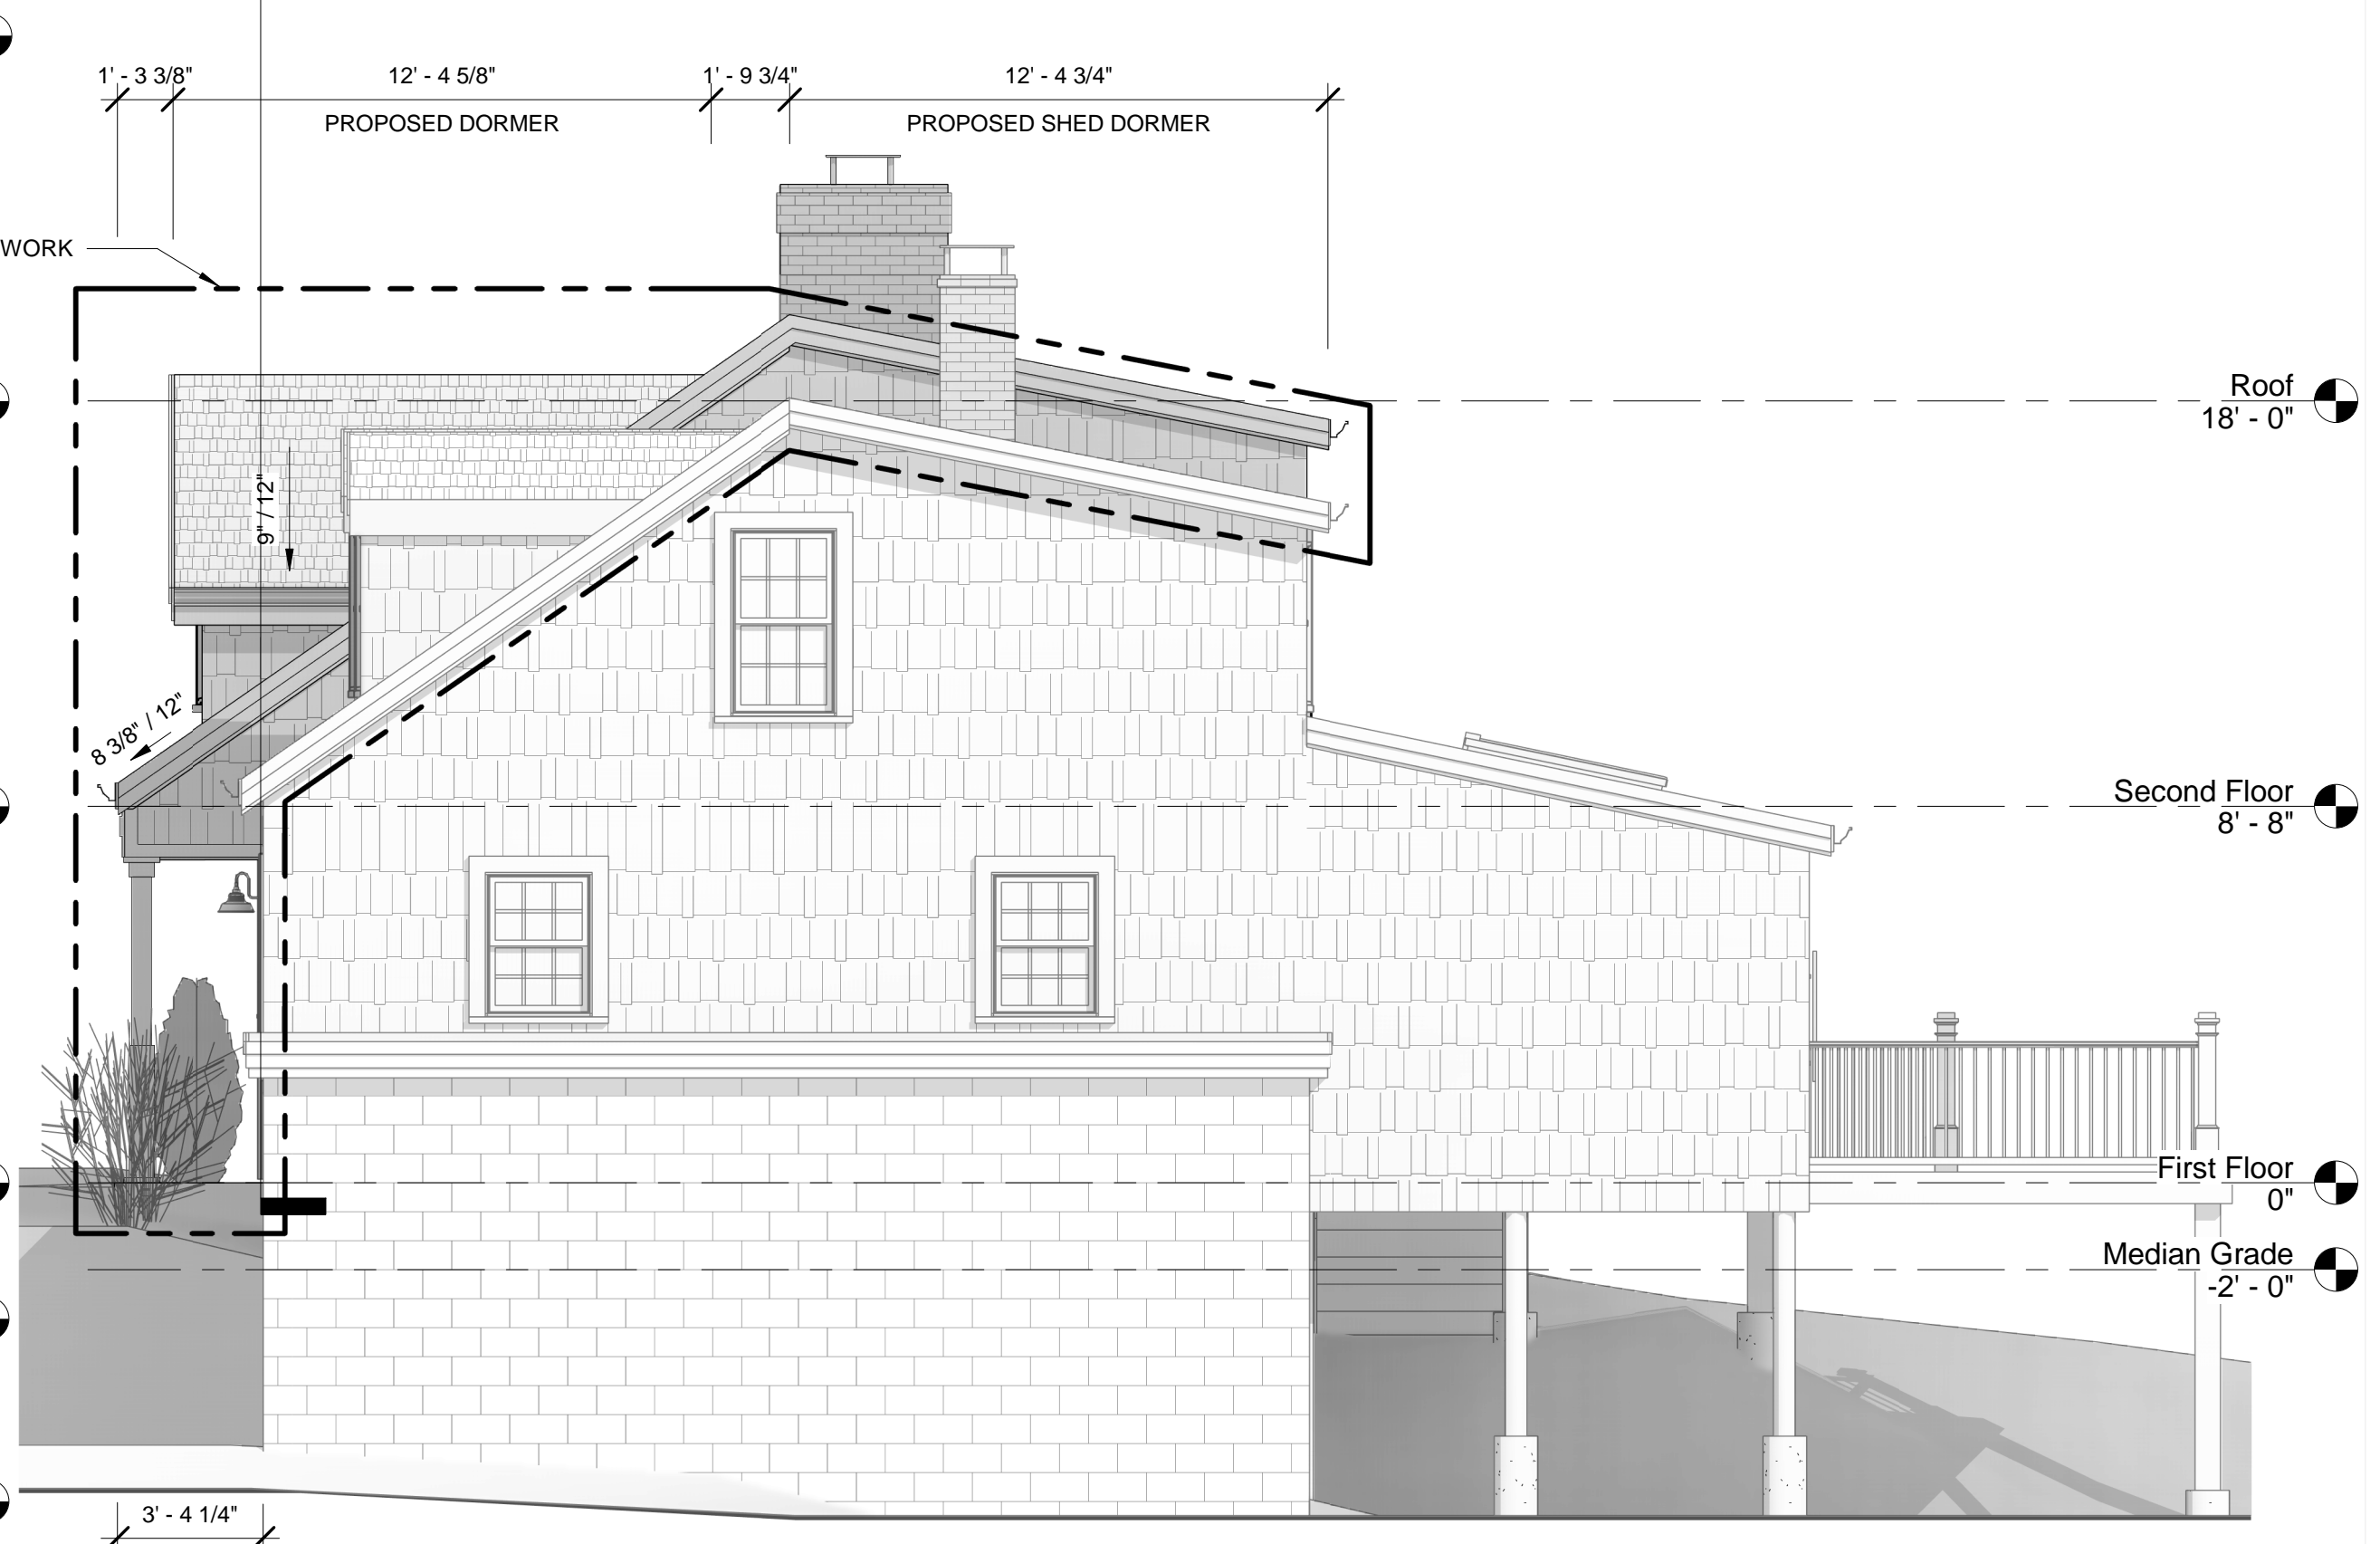 1' - 3 3/8"
12' - 4 5/8"
1' - 9 3/4"
12' - 4 3/4"
PROPOSED DORMER
PROPOSED SHED DORMER
WORK
Roof
18' - 0"
9" / 12"
8 3/8" / 12"
Second Floor
8' - 8"
First Floor
0"
Median Grade
-2' - 0"
3' - 4 1/4"